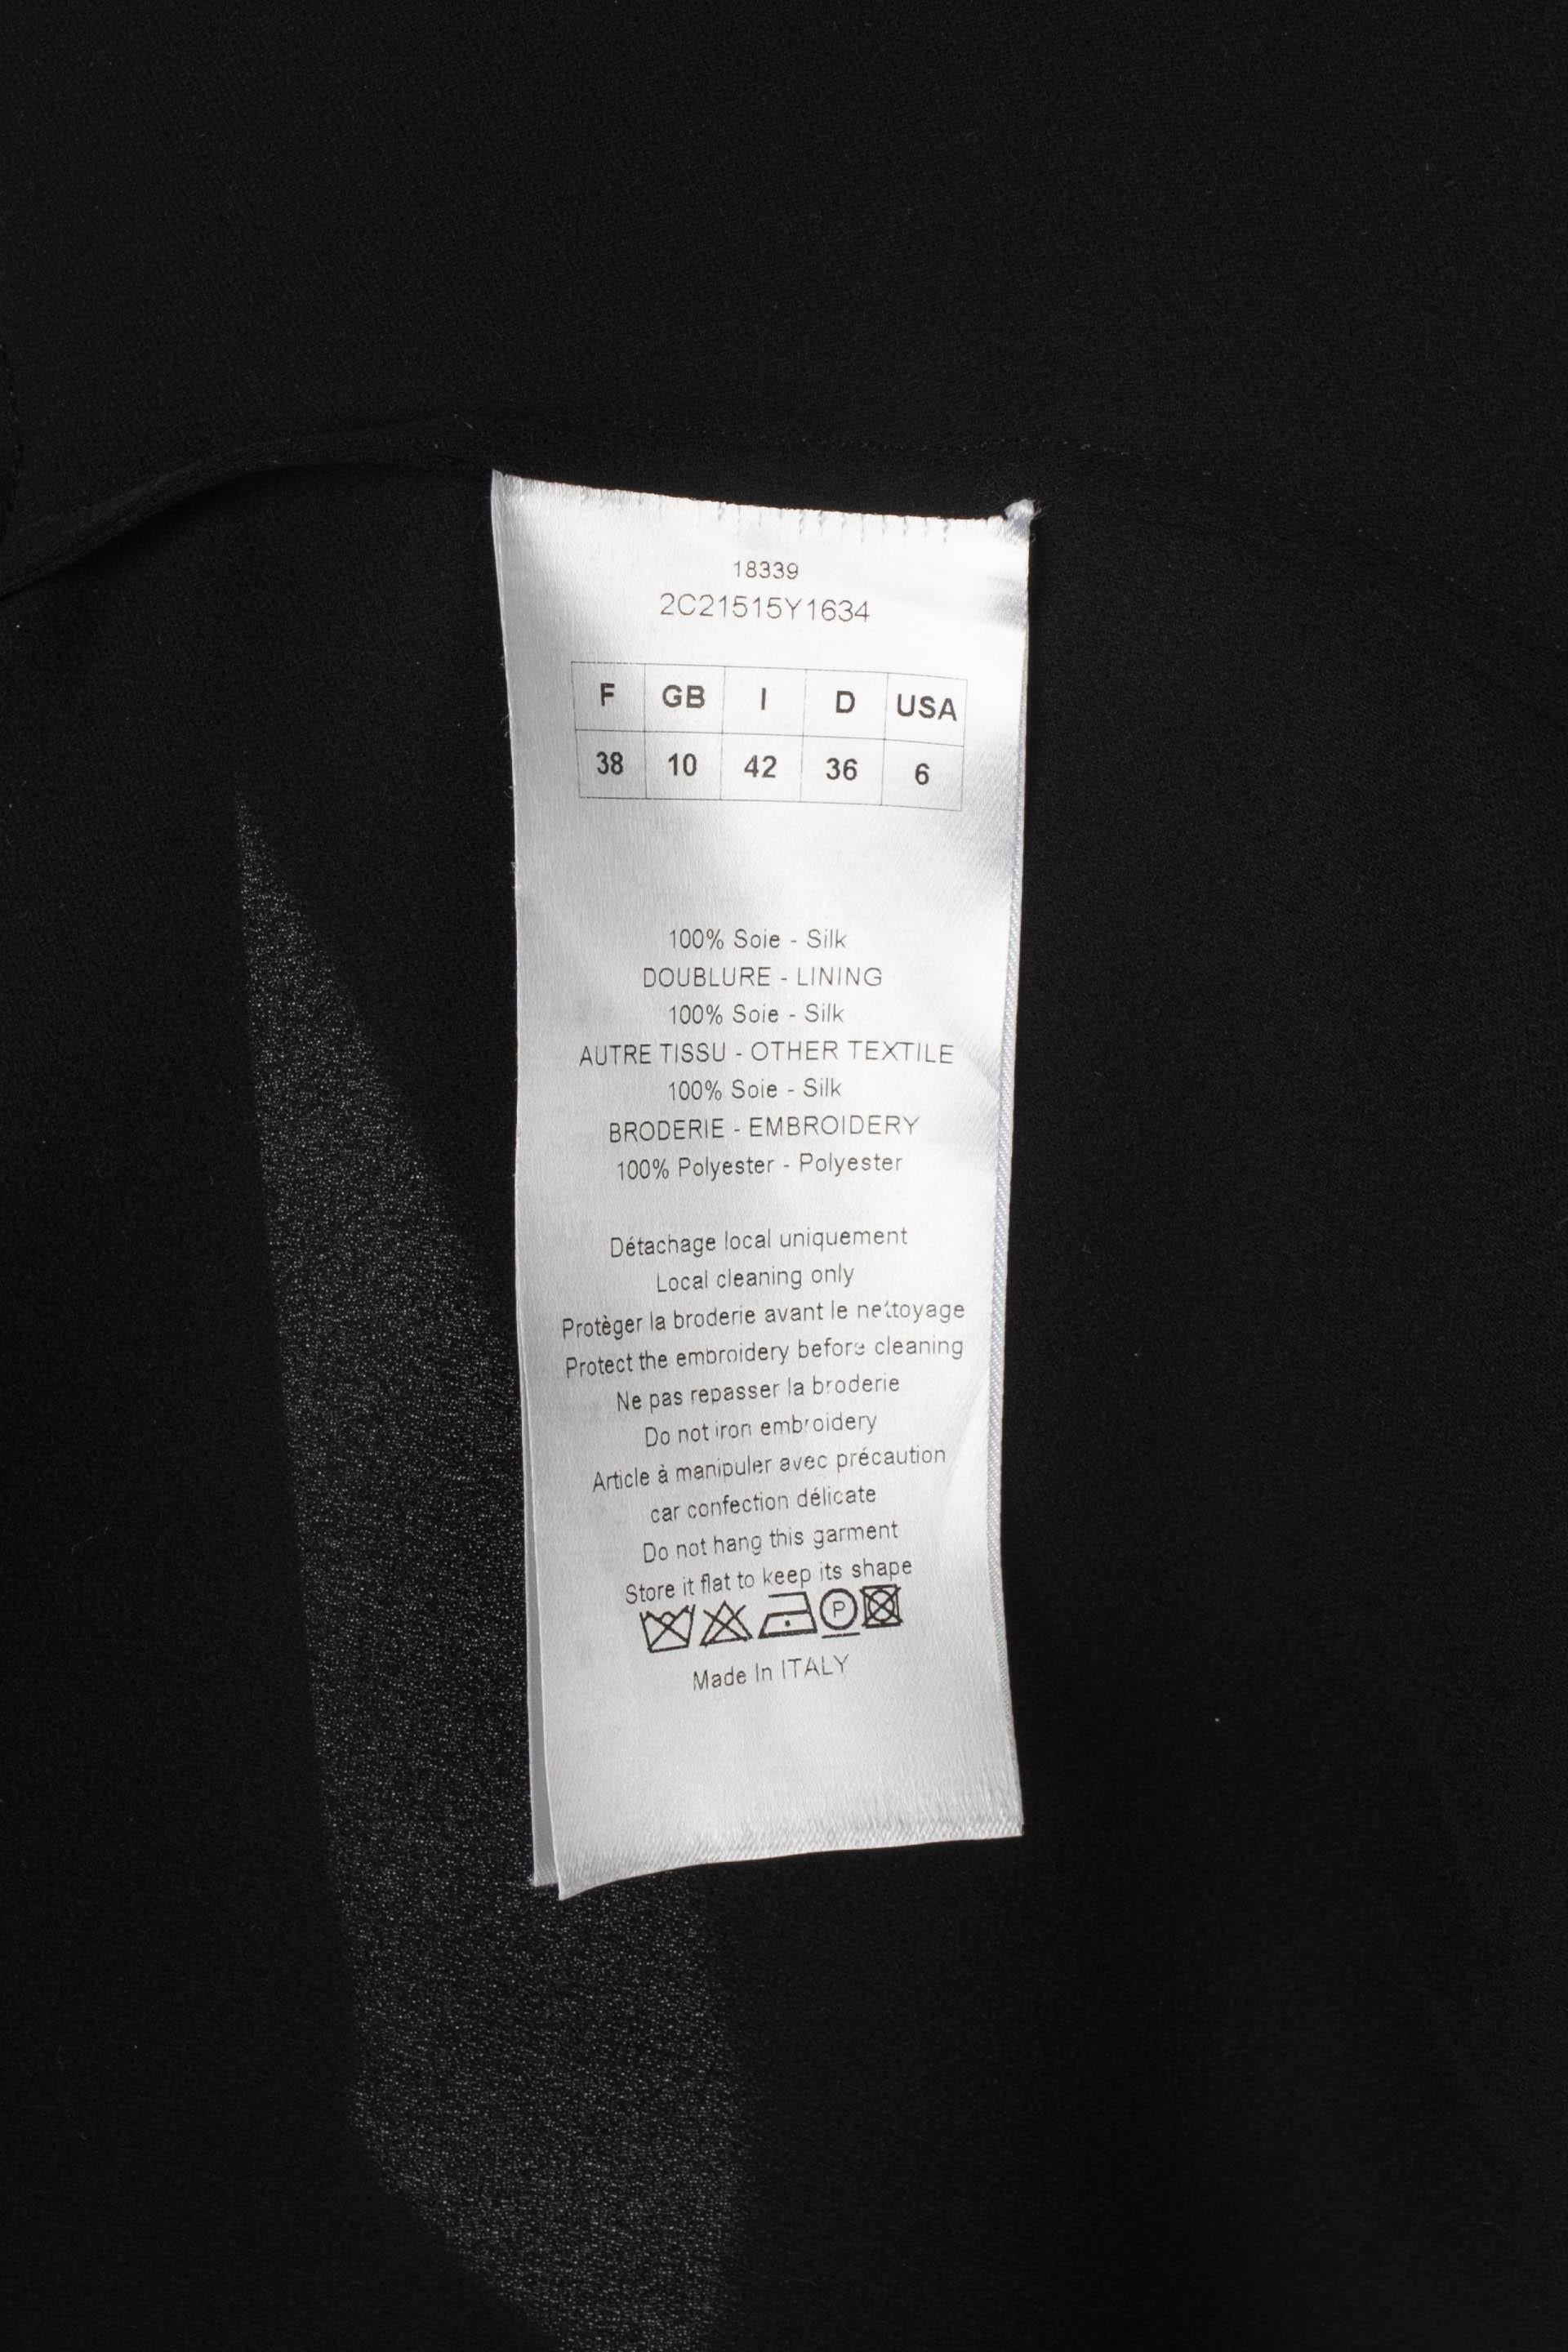 18339
2C21515Y1634
F GB I D USA
38 10 42 36 6
100% Soie - Silk
DOUBLURE - LINING
100% Soie - Silk
AUTRE TISSU - OTHER TEXTILE
100% Soie - Silk
BRODERIE - EMBROIDERY
100% Polyester - Polyester
Détachage local uniquement
Local cleaning only
Protèger la broderie avant le nettoyage
Protect the embroidery before cleaning
Ne pas repasser la broderie
Do not iron embroidery
Article à manipuler avec précaution
car confection délicate
Do not hang this garment
Store it flat to keep its shape
P
Made In ITALY